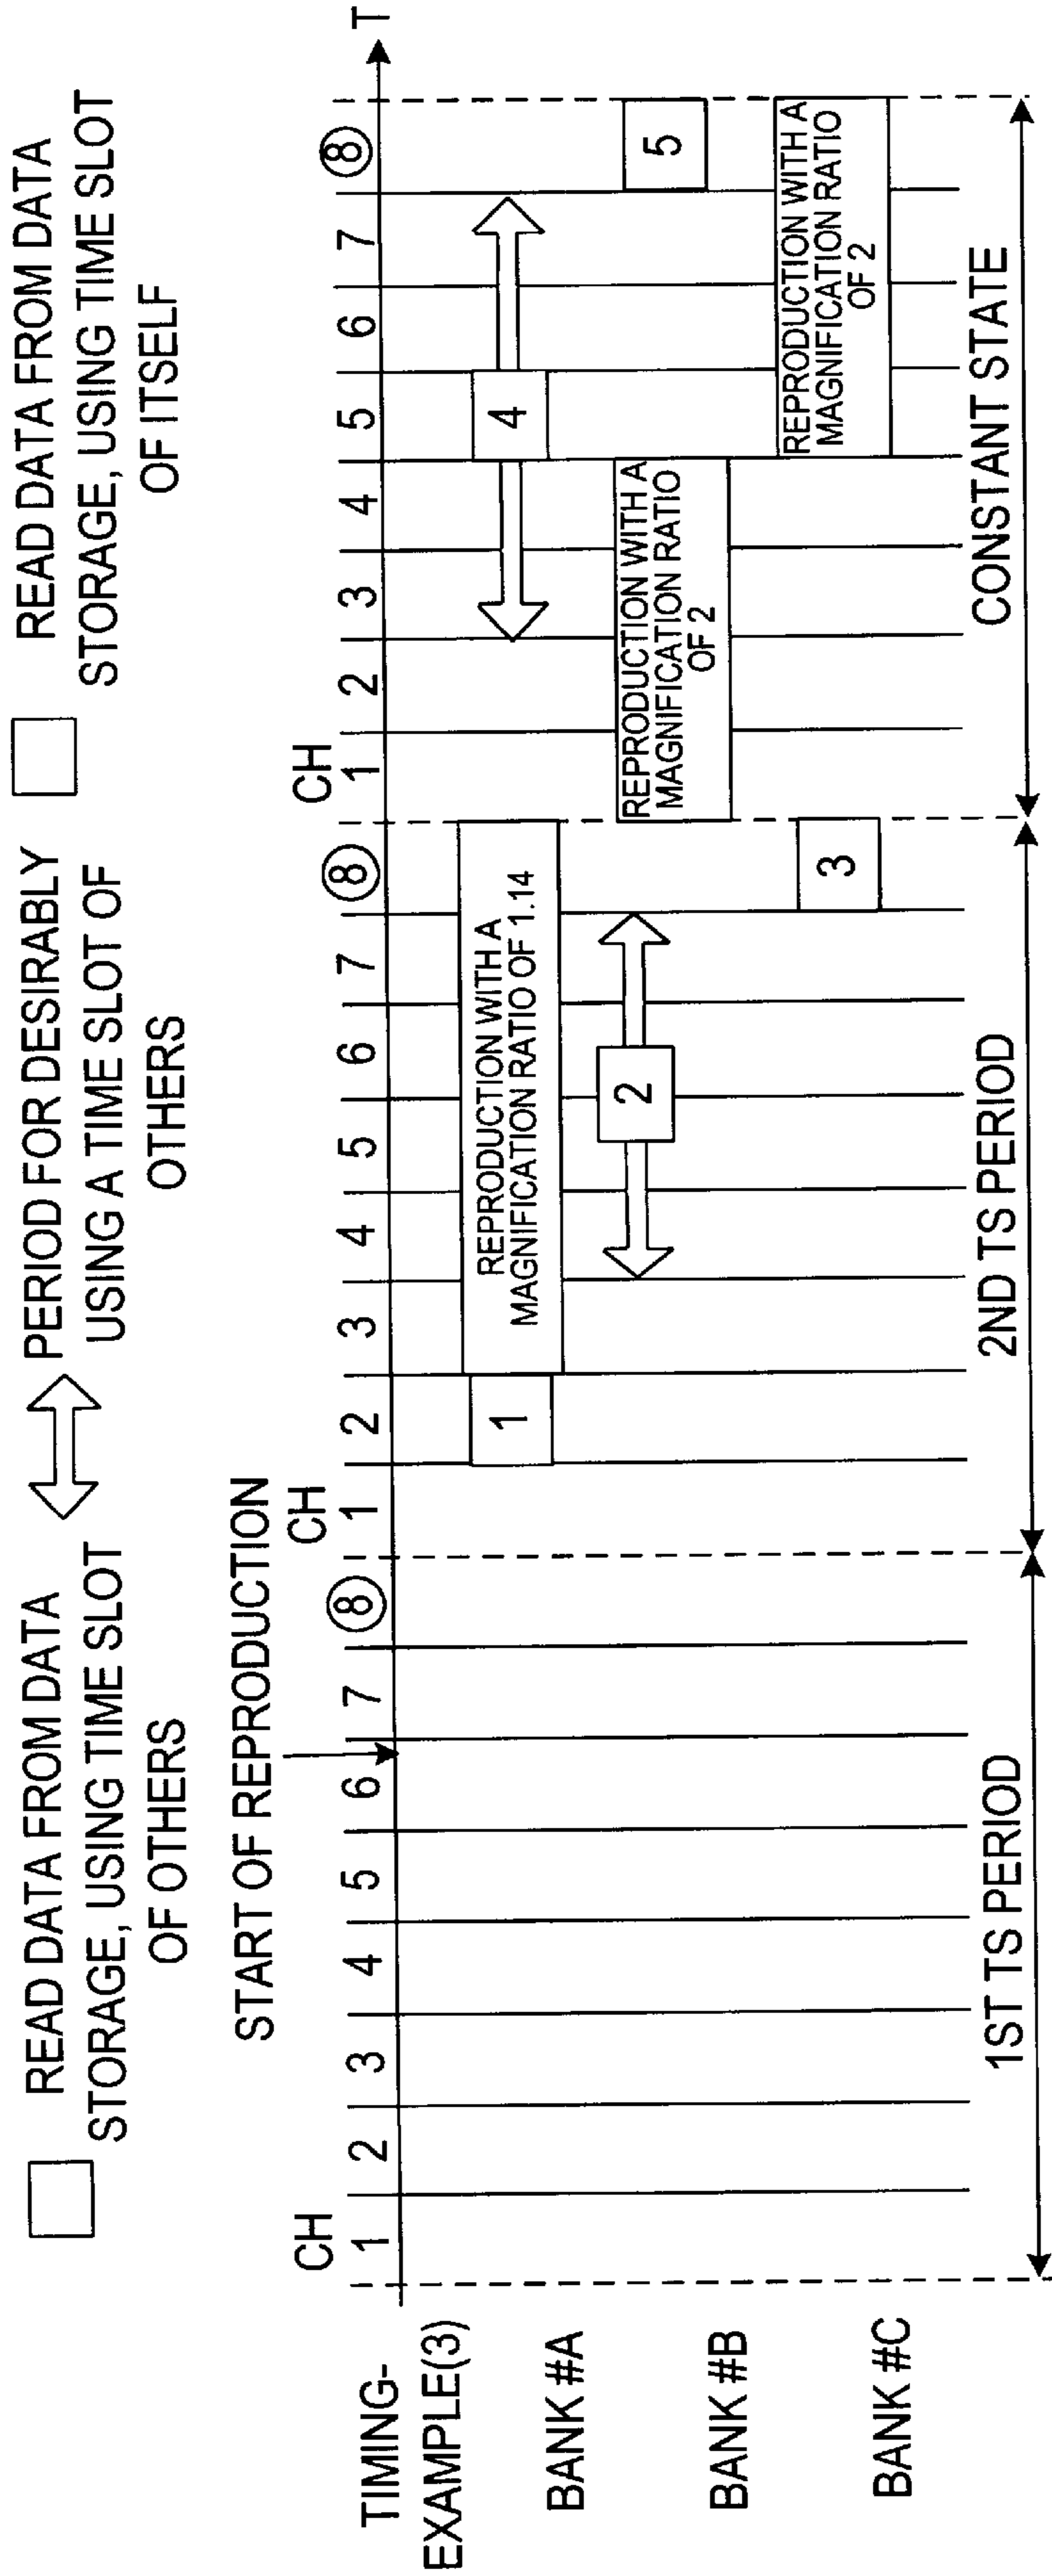 READ DATA FROM DATA
STORAGE, USING TIME SLOT
OF OTHERS
PERIOD FOR DESIRABLY
USING A TIME SLOT OF
OTHERS
READ DATA FROM DATA
STORAGE, USING TIME SLOT
OF ITSELF
START OF REPRODUCTION
CH CH CH
TIMING-
EXAMPLE(3)
1 2 3 4 5 6 7 8 1 2 3 4 5 6 7 8 1 2 3 4 5 6 7 8 T
BANK #A
1
REPRODUCTION WITH A
MAGNIFICATION RATIO OF 1.14
4
BANK #B
2
REPRODUCTION WITH A
MAGNIFICATION RATIO
OF 2
5
BANK #C
3
REPRODUCTION WITH A
MAGNIFICATION RATIO
OF 2
1ST TS PERIOD
2ND TS PERIOD
CONSTANT STATE